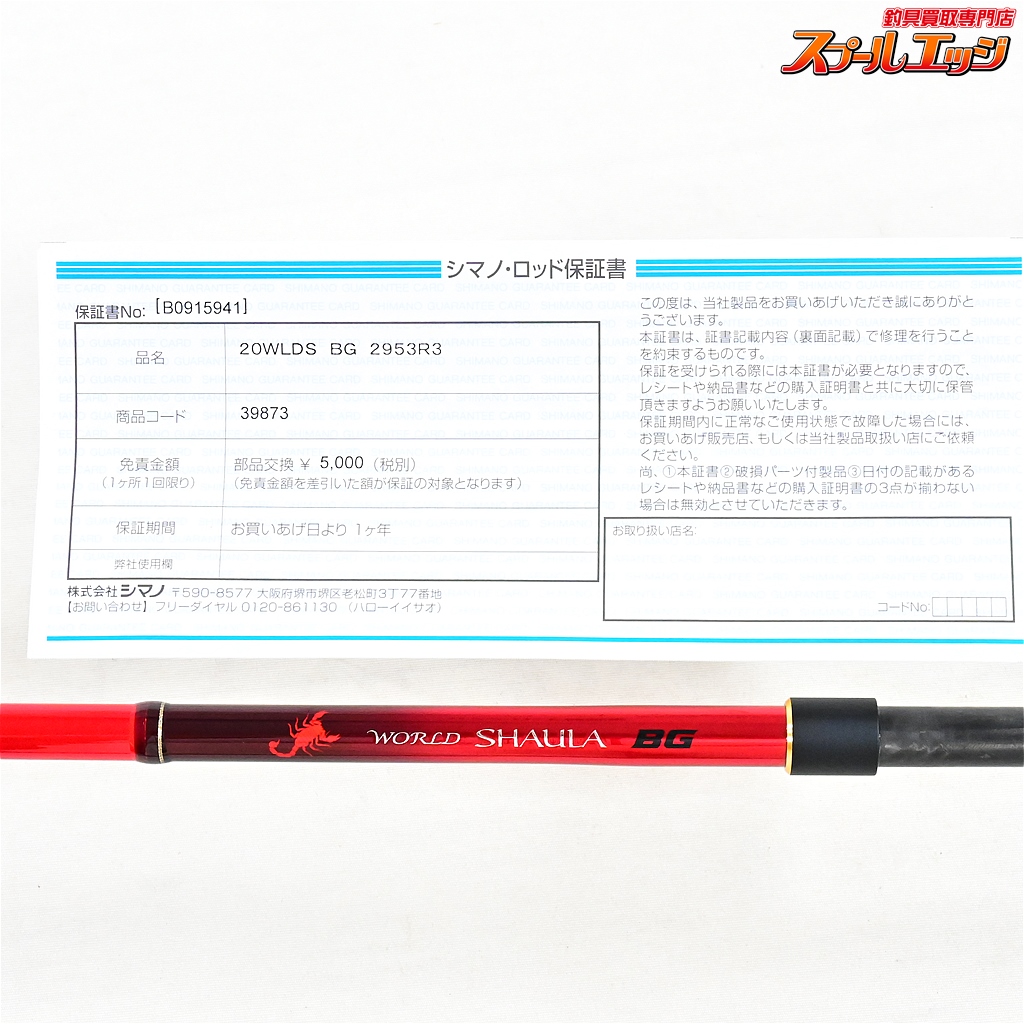 釣具買取専門店
スプールエッジ
シマノ・ロッド保証書
保証書No: [B0915941]
品名 20WLDS BG 2953R3
商品コード 39873
免責金額 部品交換 ¥ 5,000 (税別)
(1ヶ所1回限り) (免責金額を差引いた額が保証の対象となります)
保証期間 お買いあげ日より 1ヶ年
弊社使用欄
株式会社シマノ 〒590-8577 大阪府堺市堺区老松町3丁77番地
【お問い合わせ】フリーダイヤル 0120-861130 (ハローイイサオ)
この度は、当社製品をお買いあげいただき誠にありがと
うございます。
本証書は、証書記載内容(裏面記載)で修理を行うこと
を約束するものです。
保証を受けられる際には本証書が必要となりますので、
レシートや納品書などの購入証明書と共に大切に保管
頂きますようお願いいたします。
保証期間内に正常なご使用状態で故障した場合には、
お買いあげ販売店、もしくは当社製品取扱い店にご依頼
ください。
尚、①本証書②破損パーツ付製品③日付の記載がある
レシートや納品書などの購入証明書の3点が揃わない
場合は無効とさせていただきます。
お取り扱い店名:
コードNo:
WORLD SHAULA BG